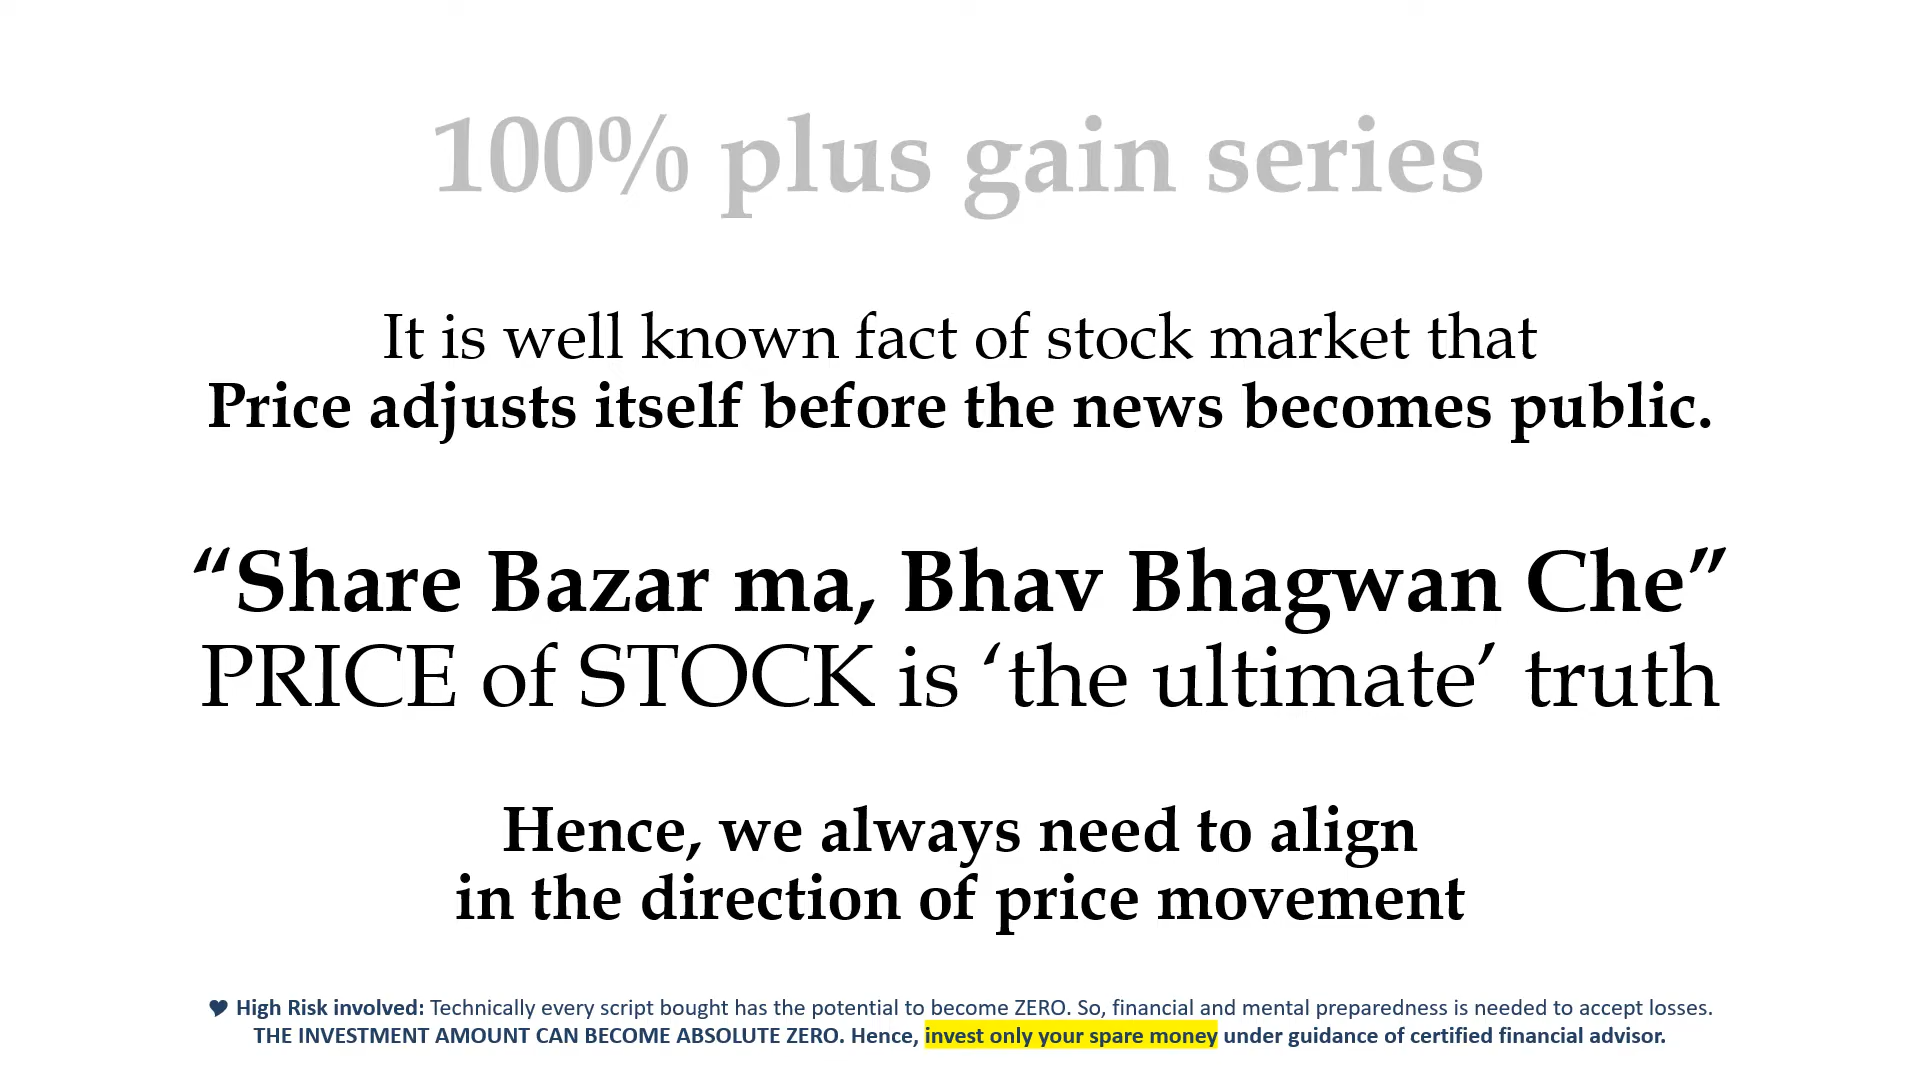 100% plus gain series
It is well known fact of stock market that
Price adjusts itself before the news becomes public.
“Share Bazar ma, Bhav Bhagwan Che”
PRICE of STOCK is ‘the ultimate’ truth
Hence, we always need to align
in the direction of price movement
♥ High Risk involved: Technically every script bought has the potential to become ZERO. So, financial and mental preparedness is needed to accept losses.
THE INVESTMENT AMOUNT CAN BECOME ABSOLUTE ZERO. Hence, invest only your spare money under guidance of certified financial advisor.